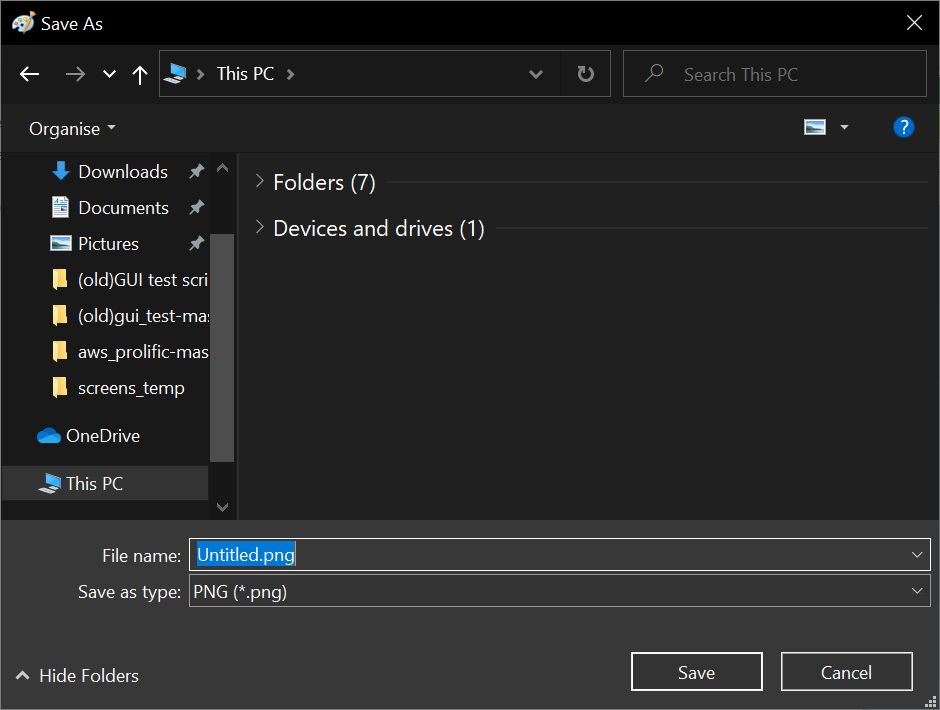 Save As
This PC
Search This PC
Organise
?
Downloads
Documents
Pictures
(old)GUI test scri
(old)gui_test-mas
aws_prolific-mas
screens_temp
OneDrive
This PC
Folders (7)
Devices and drives (1)
File name: Untitled.png
Save as type: PNG (*.png)
Hide Folders
Save
Cancel